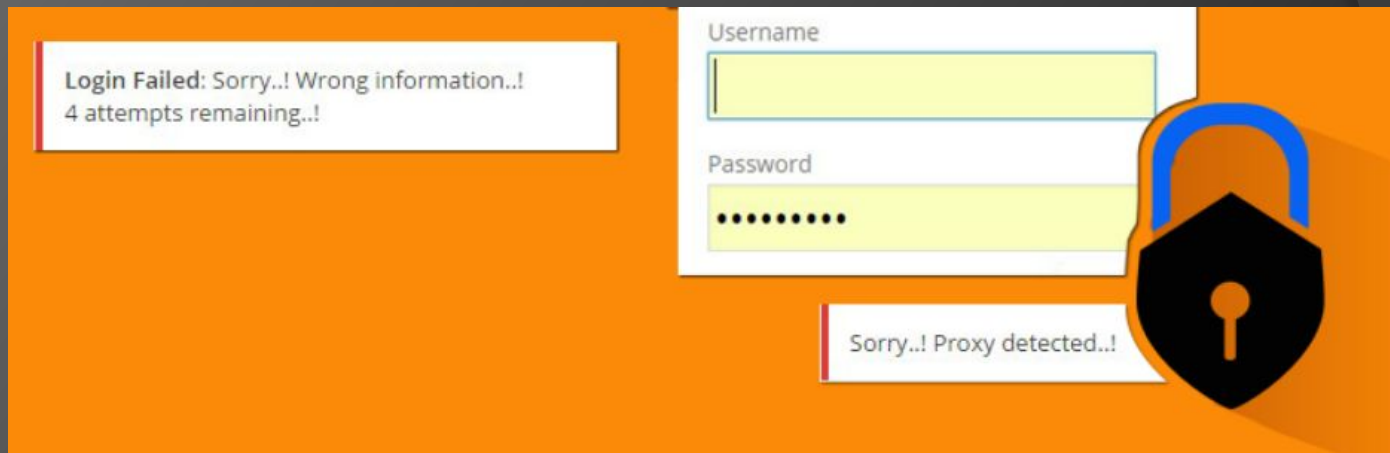 Login Failed: Sorry..! Wrong information..!
4 attempts remaining..!
Username
Password
Sorry..! Proxy detected..!